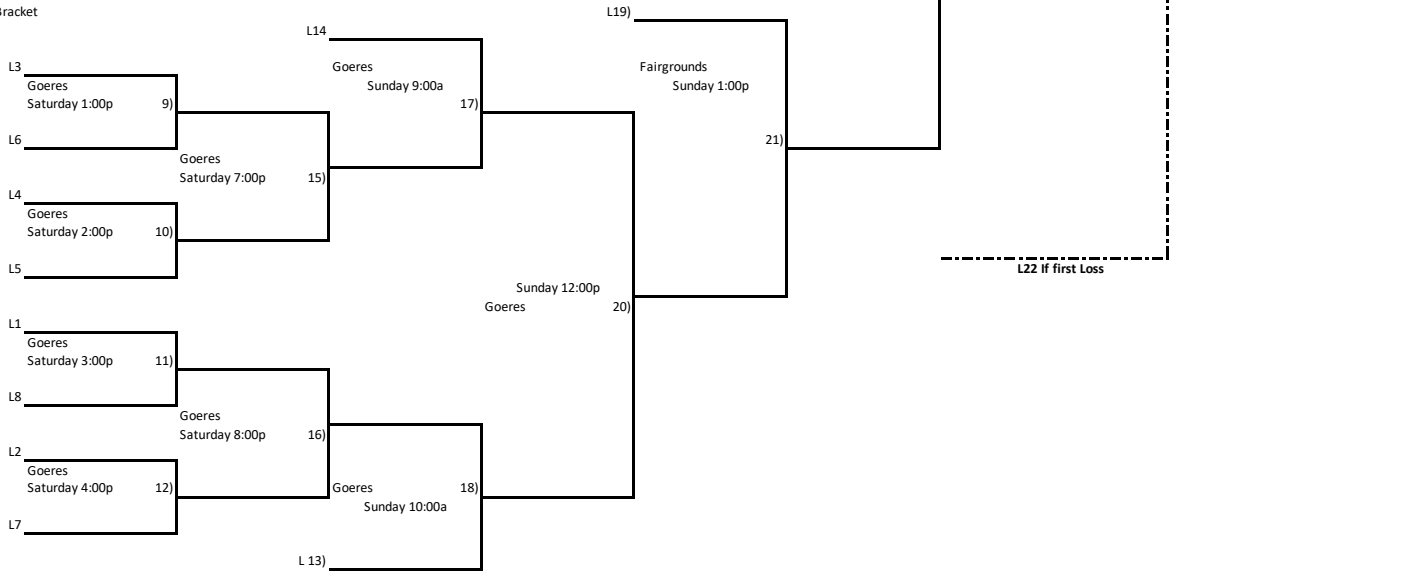 Bracket
L19)
L14
L3
Goeres
Fairgrounds
Goeres
Sunday 9:00a
Sunday 1:00p
Saturday 1:00p 9)
17)
L6
21)
Goeres
Saturday 7:00p 15)
L4
Goeres
Saturday 2:00p 10)
L5
L22 If first Loss
Sunday 12:00p
Goeres 20)
L1
Goeres
Saturday 3:00p 11)
L8
Goeres
Saturday 8:00p 16)
L2
Goeres
Saturday 4:00p 12)
Goeres 18)
Sunday 10:00a
L7
L 13)